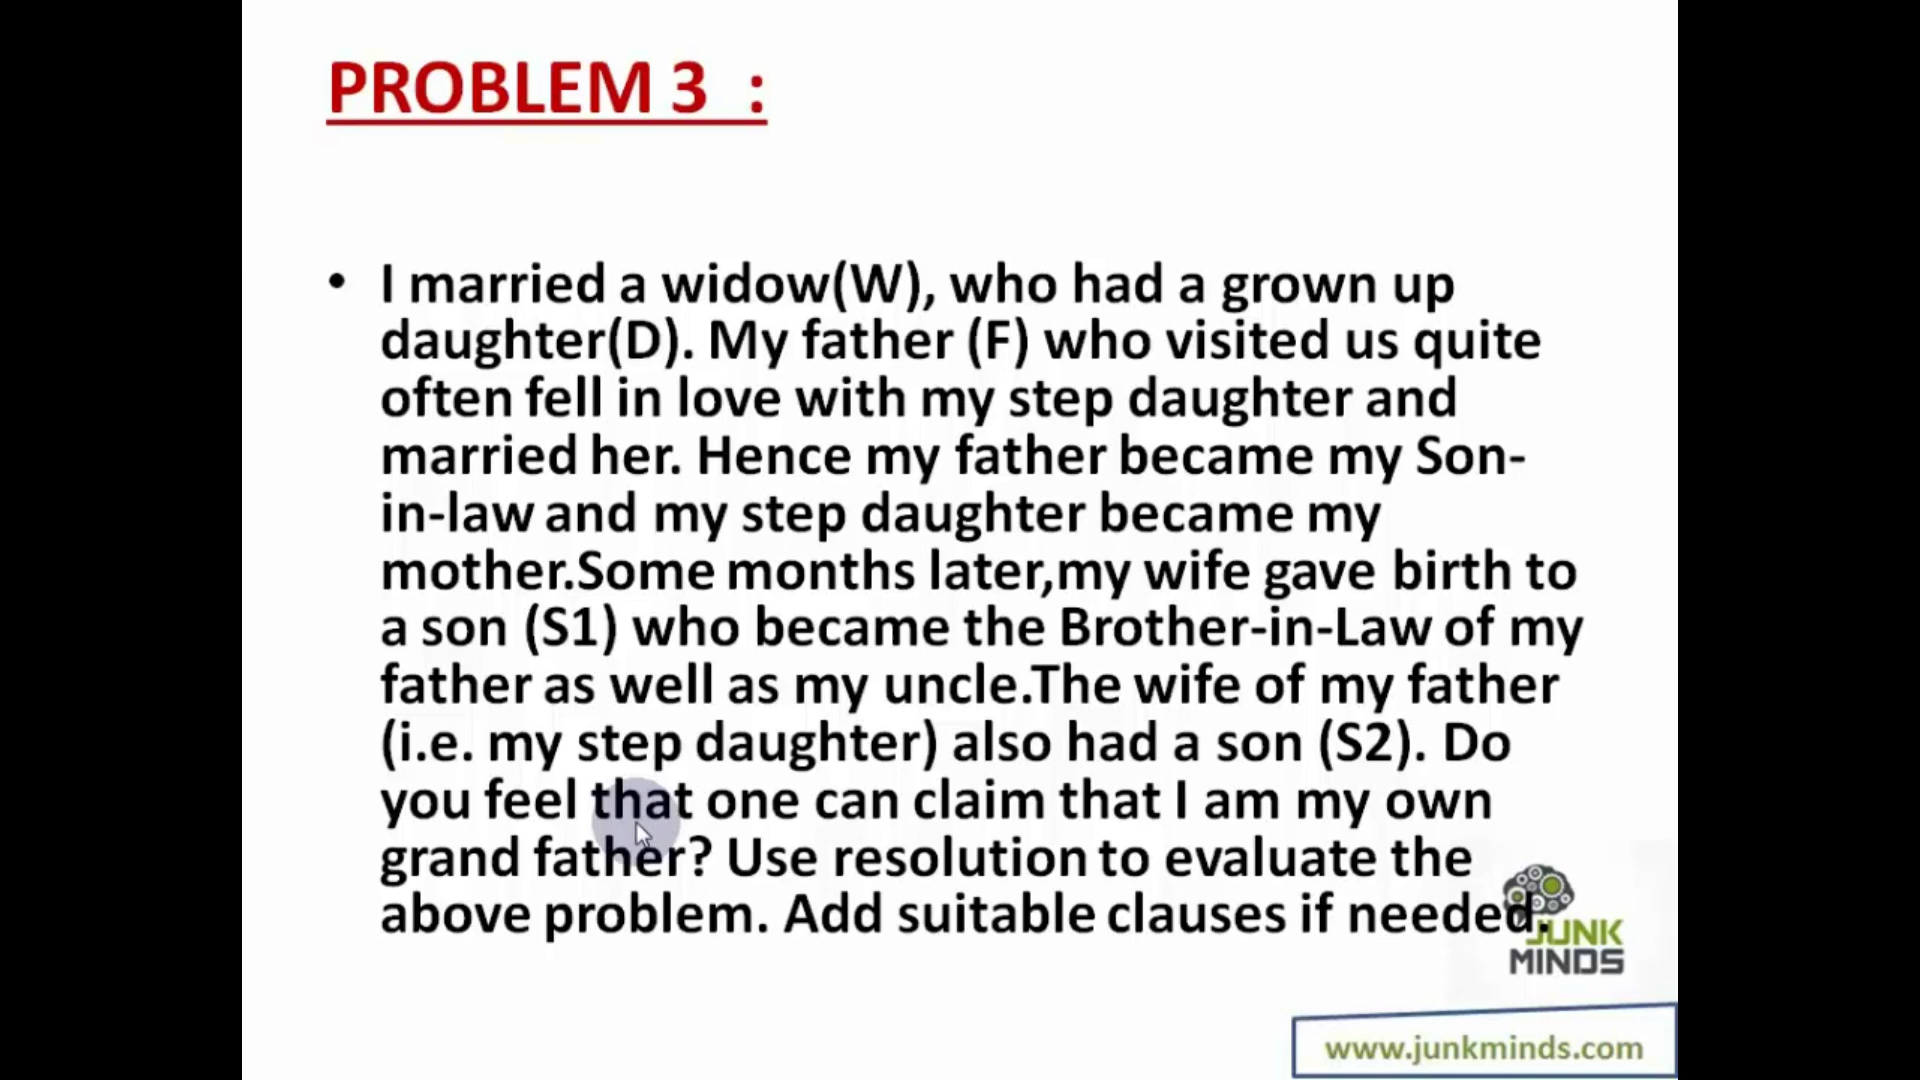 PROBLEM 3 :
• I married a widow(W), who had a grown up
daughter(D). My father (F) who visited us quite
often fell in love with my step daughter and
married her. Hence my father became my Son-
in-law and my step daughter became my
mother.Some months later,my wife gave birth to
a son (S1) who became the Brother-in-Law of my
father as well as my uncle.The wife of my father
(i.e. my step daughter) also had a son (S2). Do
you feel that one can claim that I am my own
grand father? Use resolution to evaluate the
above problem. Add suitable clauses if needed.
JUNK
MINDS
www.junkminds.com